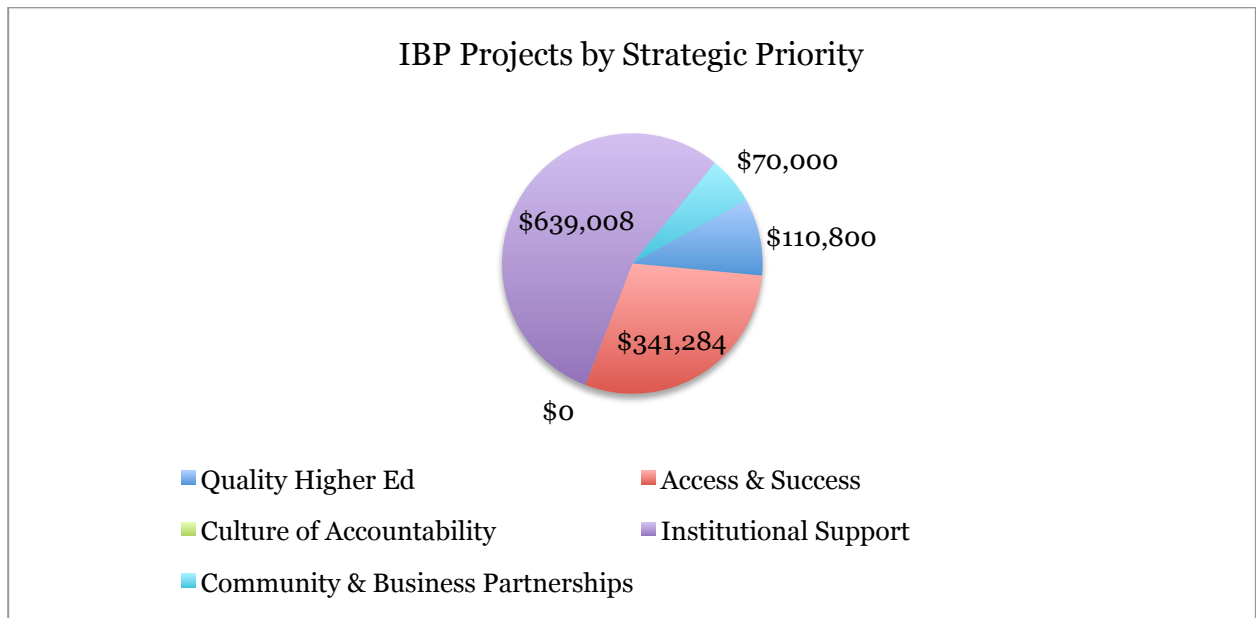 IBP Projects by Strategic Priority
$70,000
$639,008
$110,800
$341,284
$0
Quality Higher Ed
Access & Success
Culture of Accountability
Institutional Support
Community & Business Partnerships